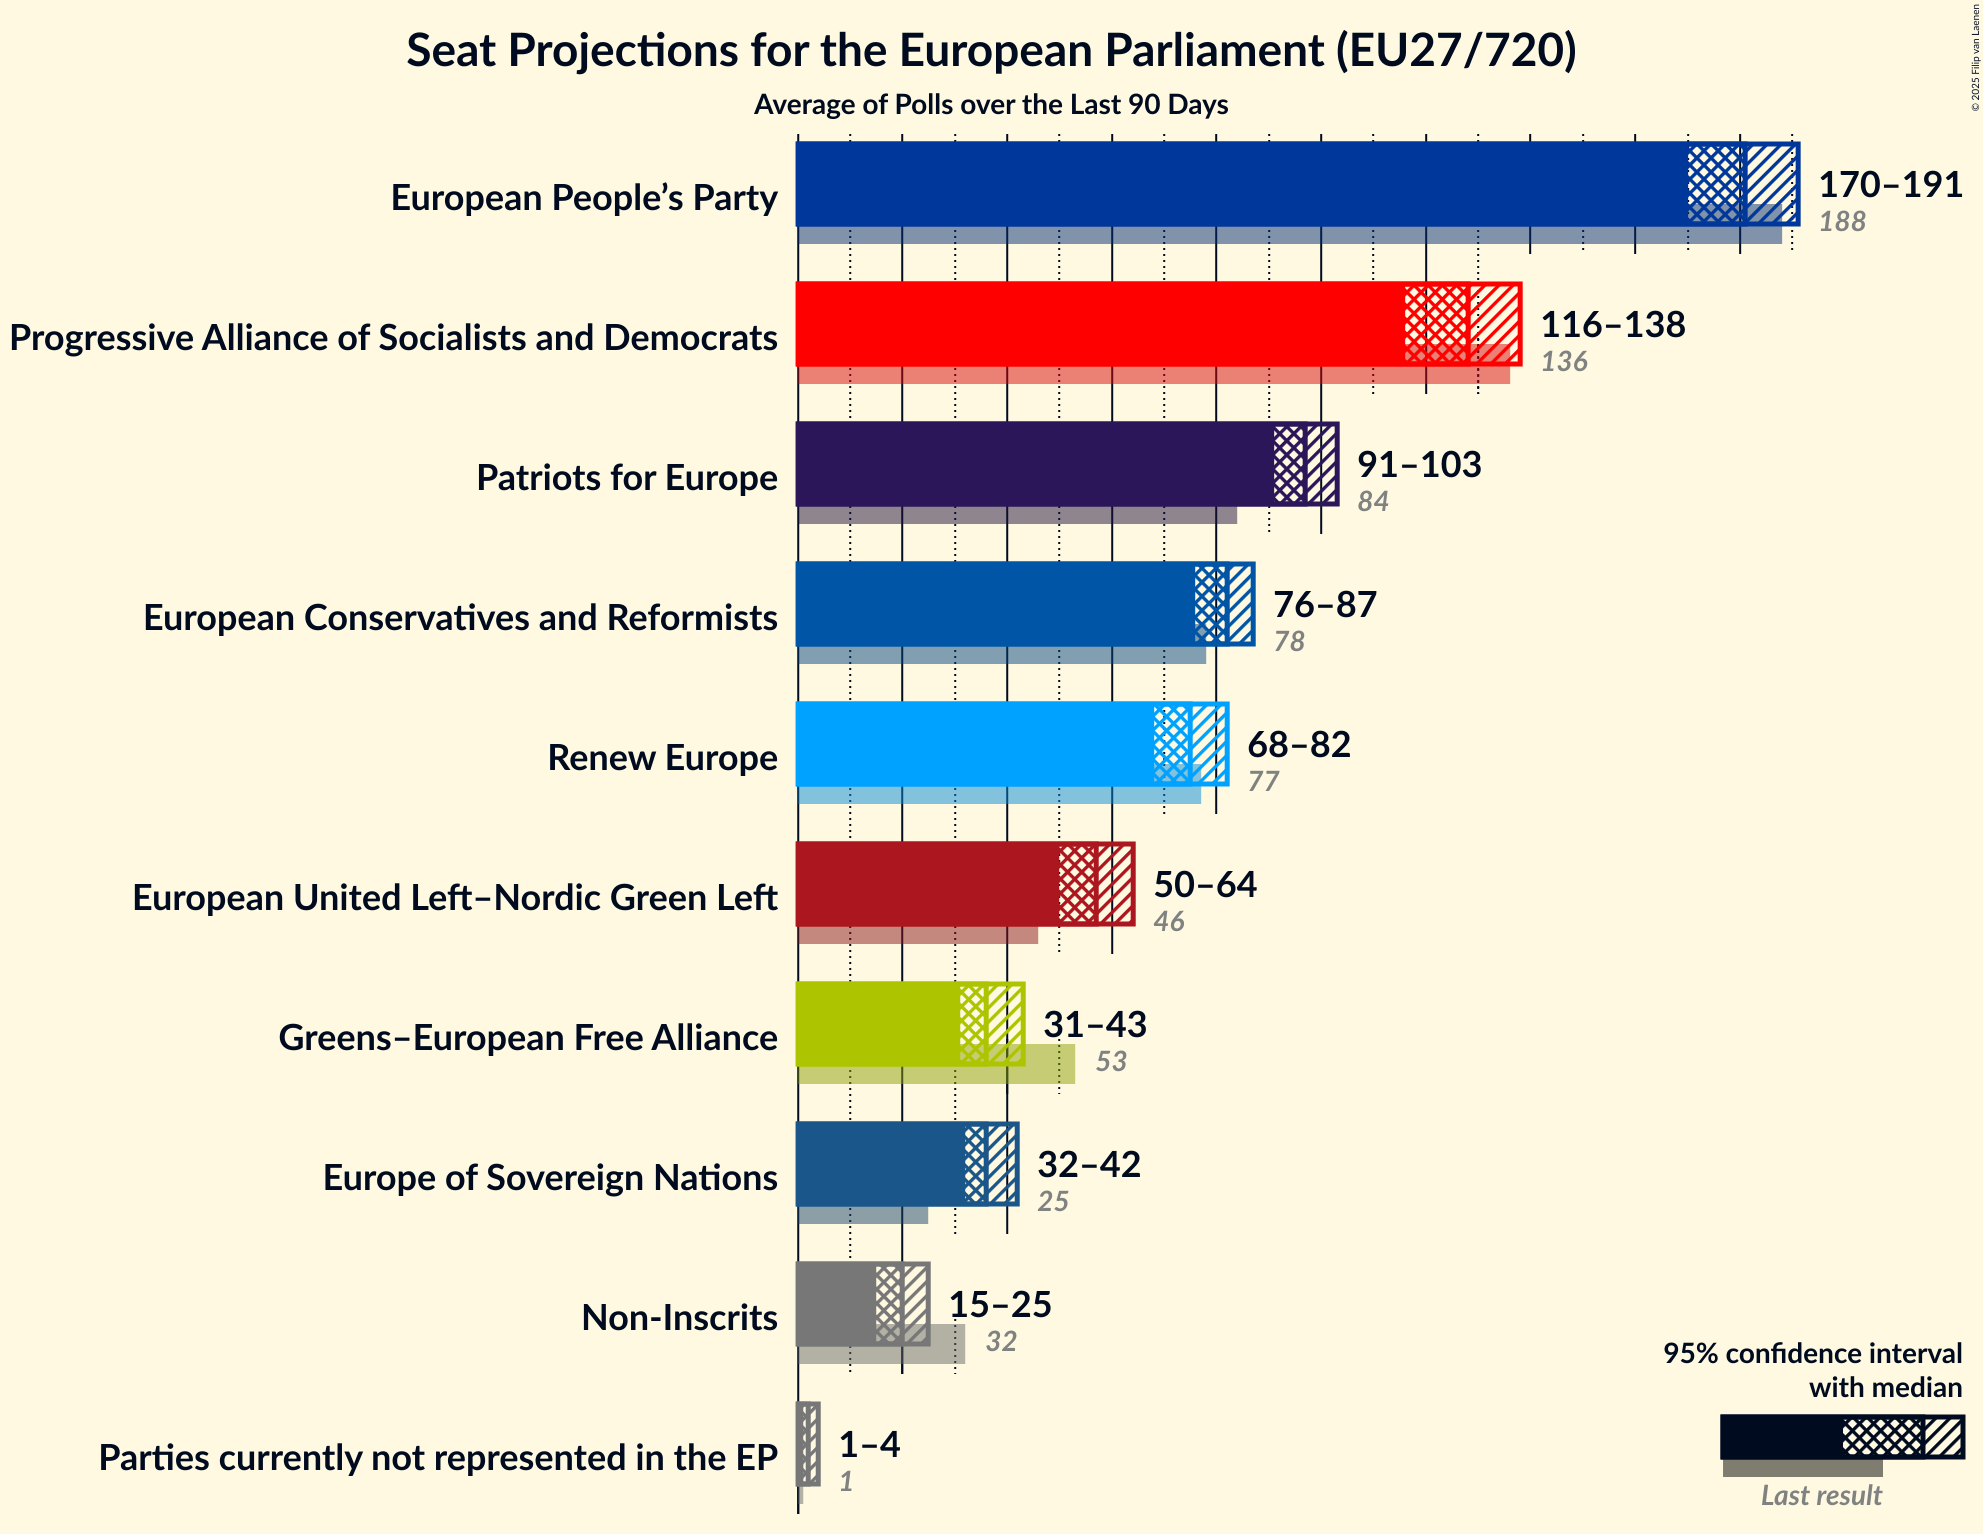 Seat Projections for the European Parliament (EU27/720)
Average of Polls over the Last 90 Days
© 2025 Filip van Laenen
European People’s Party
170–191
188
Progressive Alliance of Socialists and Democrats
116–138
136
Patriots for Europe
91–103
84
European Conservatives and Reformists
76–87
78
Renew Europe
68–82
77
European United Left–Nordic Green Left
50–64
46
Greens–European Free Alliance
31–43
53
Europe of Sovereign Nations
32–42
25
Non-Inscrits
15–25
32
Parties currently not represented in the EP
1–4
1
95% confidence interval
with median
Last result